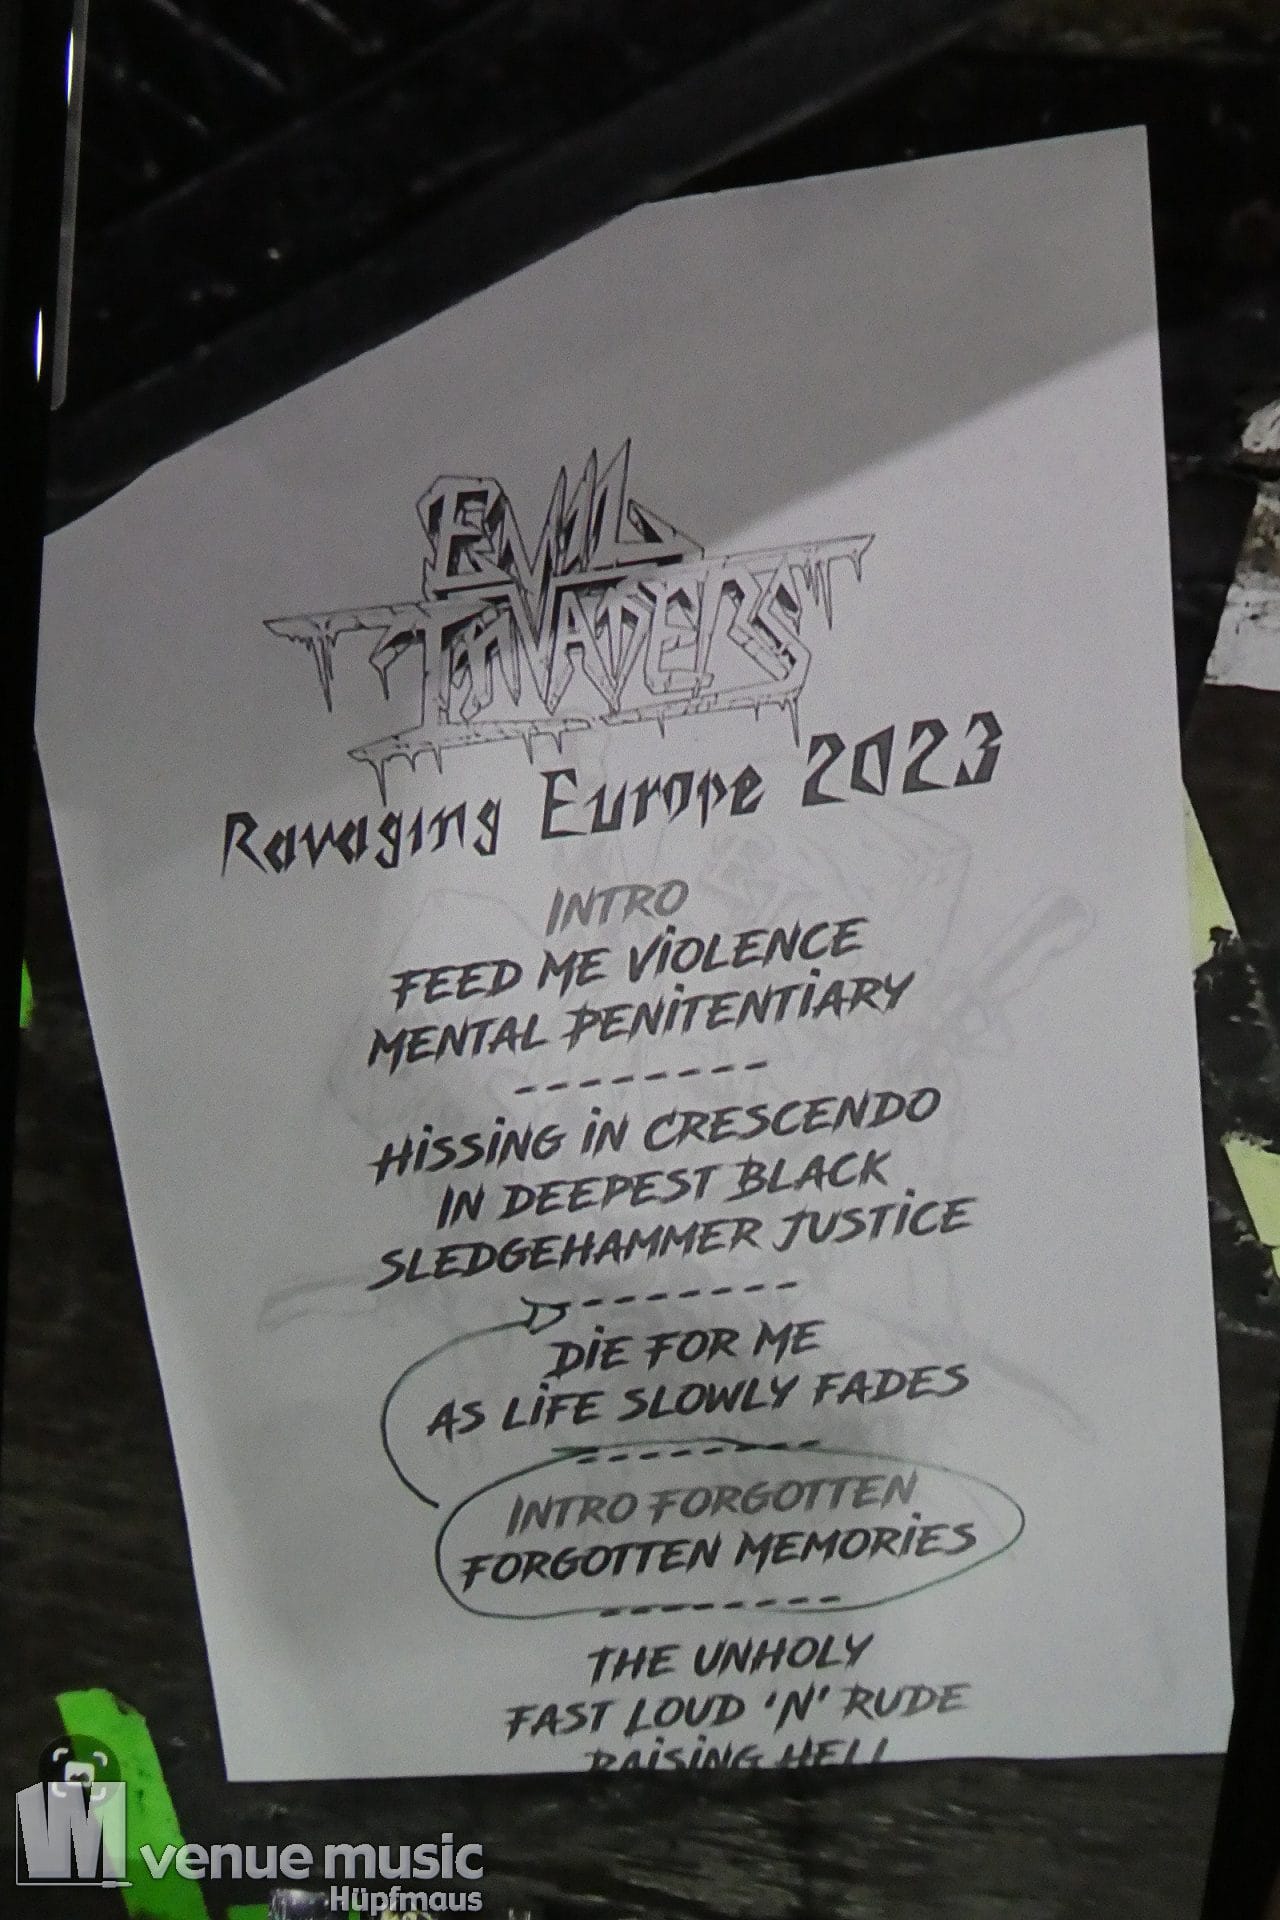 EVIL
INVADERS
Ravaging Europe 2023
INTRO
FEED ME VIOLENCE
MENTAL PENITENTIARY
--------
HISSING IN CRESCENDO
IN DEEPEST BLACK
SLEDGEHAMMER JUSTICE
--------
DIE FOR ME
AS LIFE SLOWLY FADES
--------
INTRO FORGOTTEN
FORGOTTEN MEMORIES
--------
THE UNHOLY
FAST LOUD 'N' RUDE
RAISING HELL
venue music
Hüpfmaus